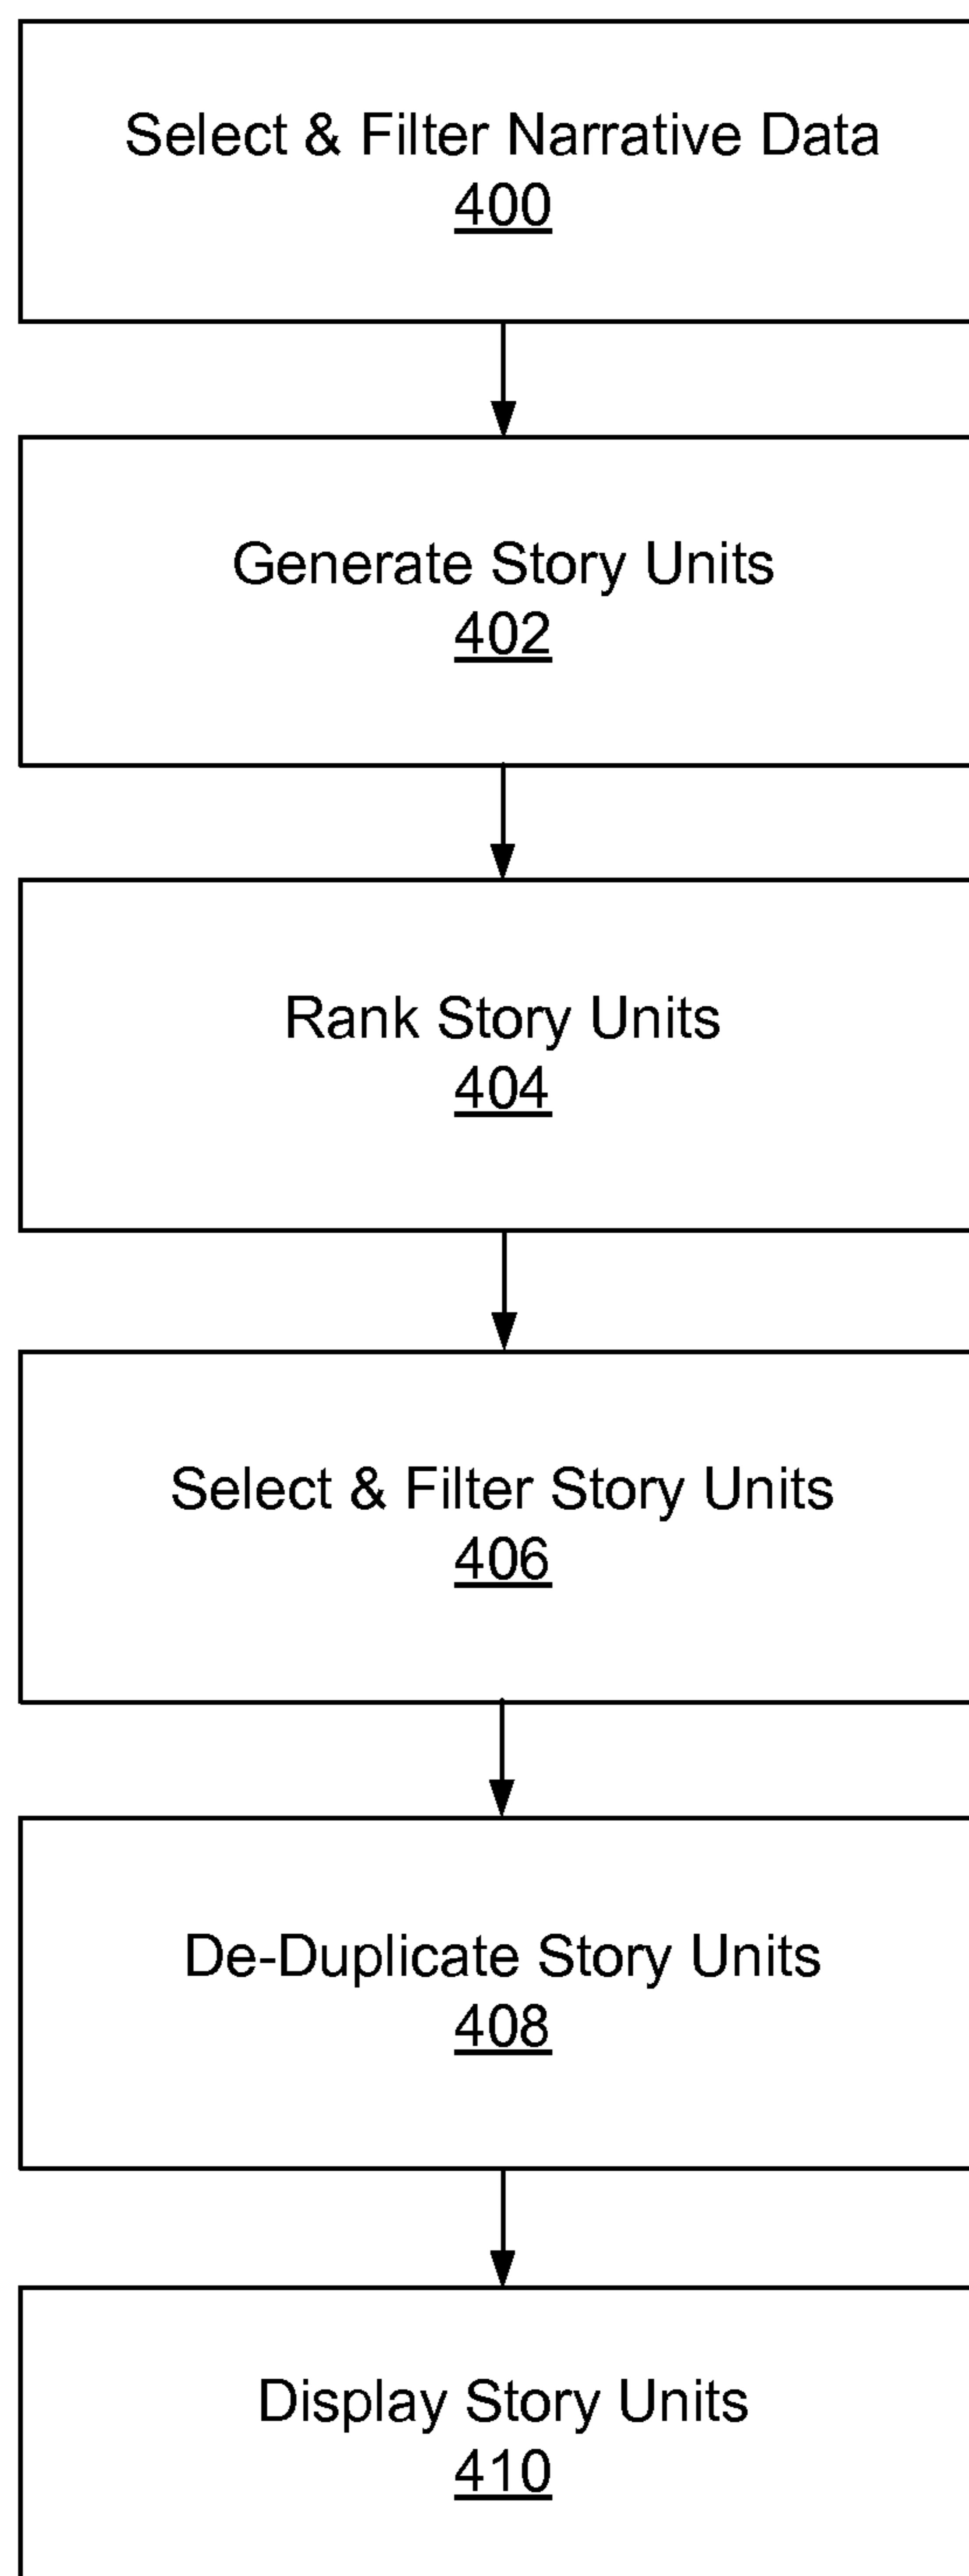 Select & Filter Narrative Data
400
Generate Story Units
402
Rank Story Units
404
Select & Filter Story Units
406
De-Duplicate Story Units
408
Display Story Units
410